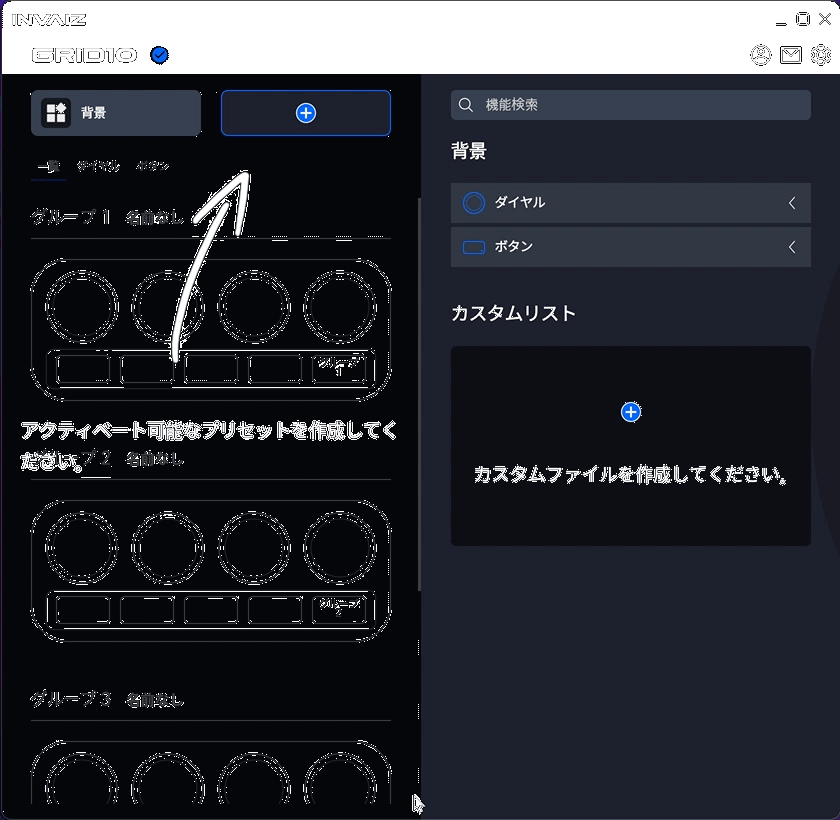 INVAIZ
GRID10
背景
機能検索
一覧 ダイヤル ボタン
背景
ダイヤル
ボタン
グループ 1 名前なし
グループ 1
カスタムリスト
アクティベート可能なプリセットを作成してく
ださい。
グループ 2 名前なし
カスタムファイルを作成してください。
グループ 2
グループ 3 名前なし